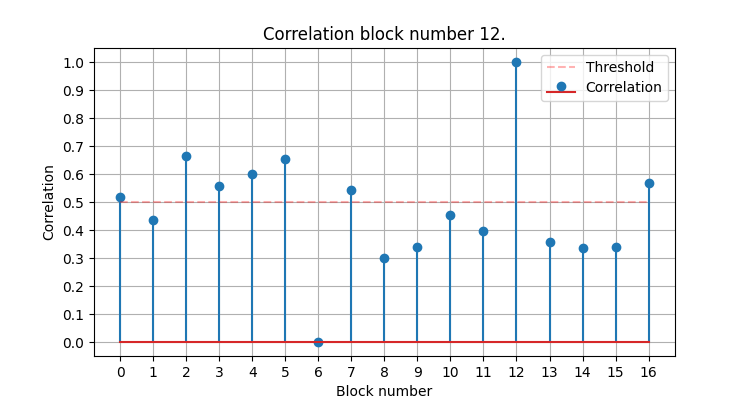 Correlation block number 12.
Threshold
Correlation
Correlation
1.0
0.9
0.8
0.7
0.6
0.5
0.4
0.3
0.2
0.1
0.0
0 1 2 3 4 5 6 7 8 9 10 11 12 13 14 15 16
Block number